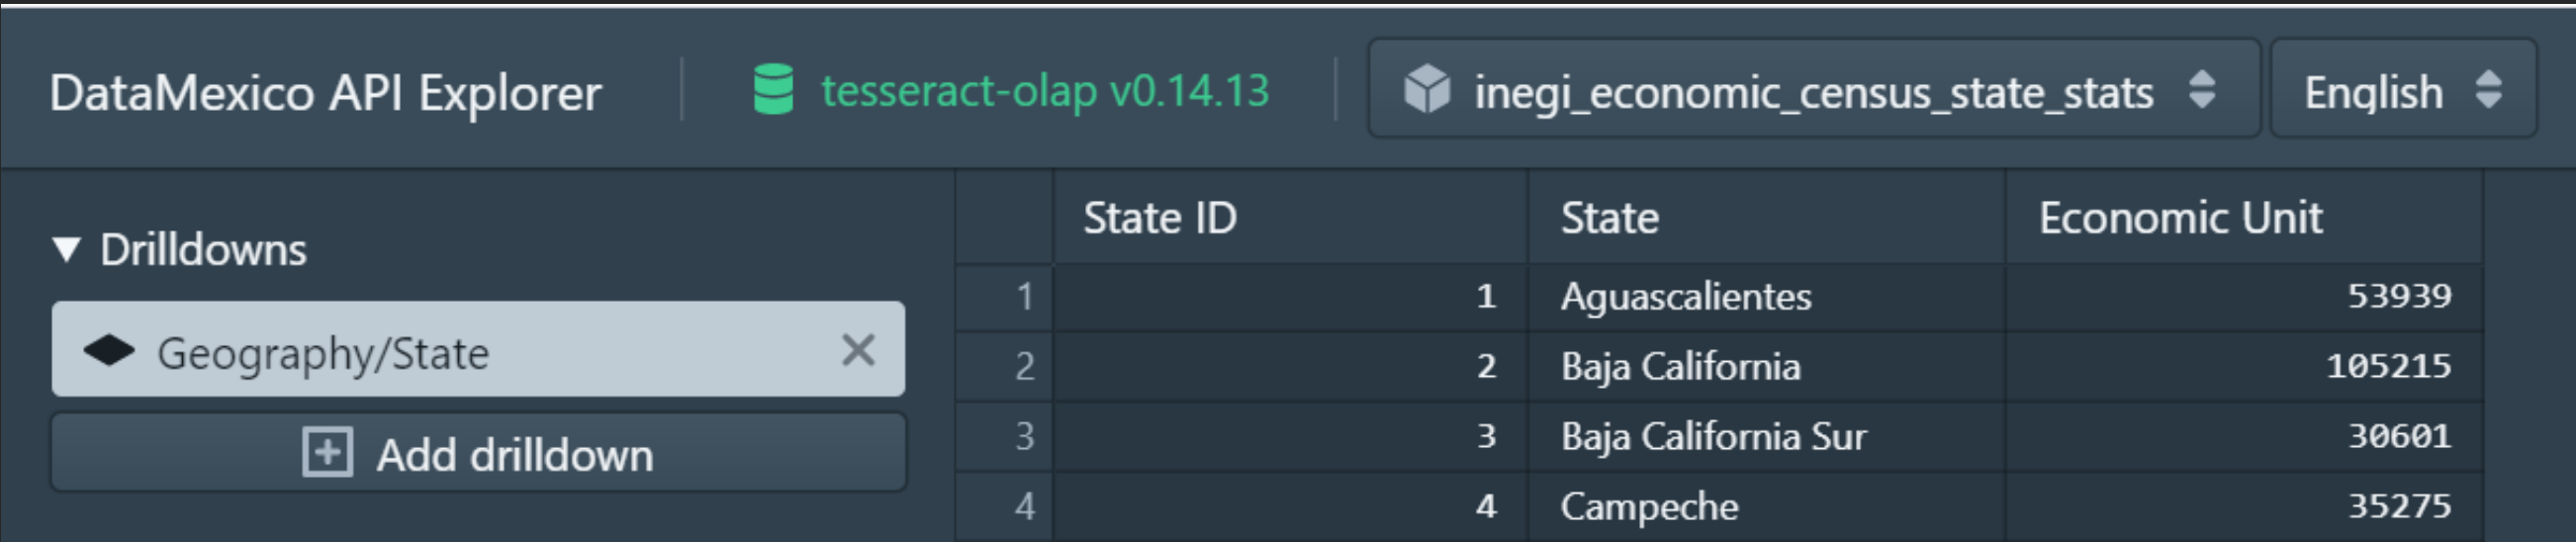 DataMexico API Explorer tesseract-olap v0.14.13 inegi_economic_census_state_stats English
Drilldowns
Geography/State
Add drilldown
State ID State Economic Unit
1 1 Aguascalientes 53939
2 2 Baja California 105215
3 3 Baja California Sur 30601
4 4 Campeche 35275